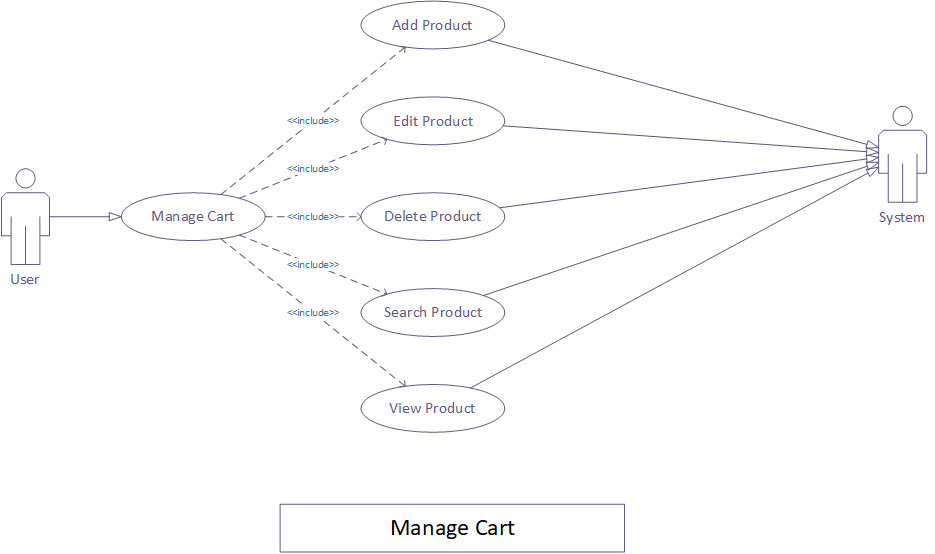 Add Product
<<include>>
Edit Product
<<include>>
User
Manage Cart
<<include>>
Delete Product
System
<<include>>
Search Product
<<include>>
View Product
Manage Cart